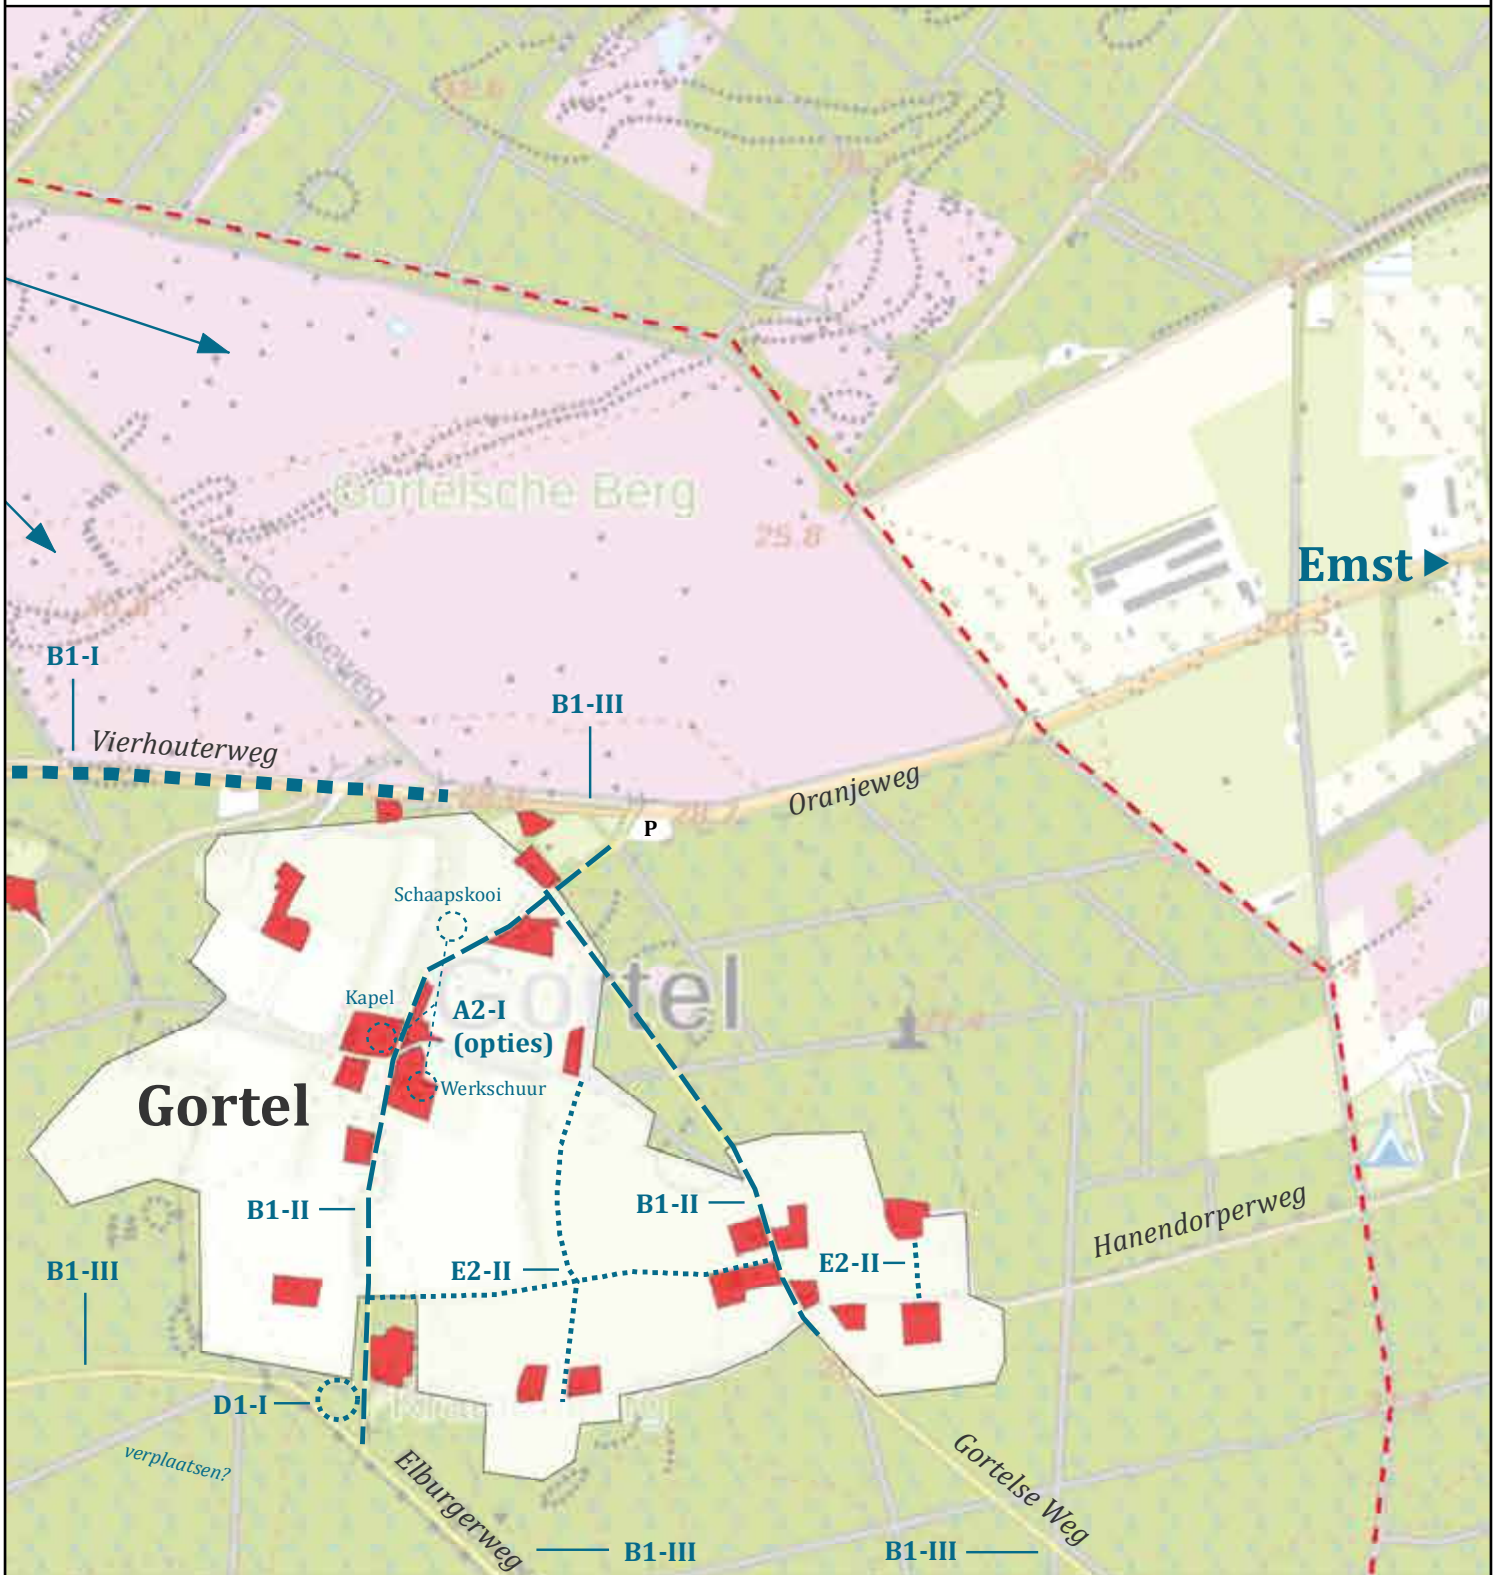 Gortelsche Berg
25.8
Emst
Gortelseweg
B1-I
B1-III
Vierhouterweg
Oranjeweg
P
Schaapskooi
Gortel
Kapel
A2-I
(opties)
Werkschuur
Gortel
B1-II
B1-II
Hanendorperweg
B1-III
E2-II
E2-II
D1-I
verplaatsen?
Elburgerweg
Gortelse Weg
B1-III
B1-III